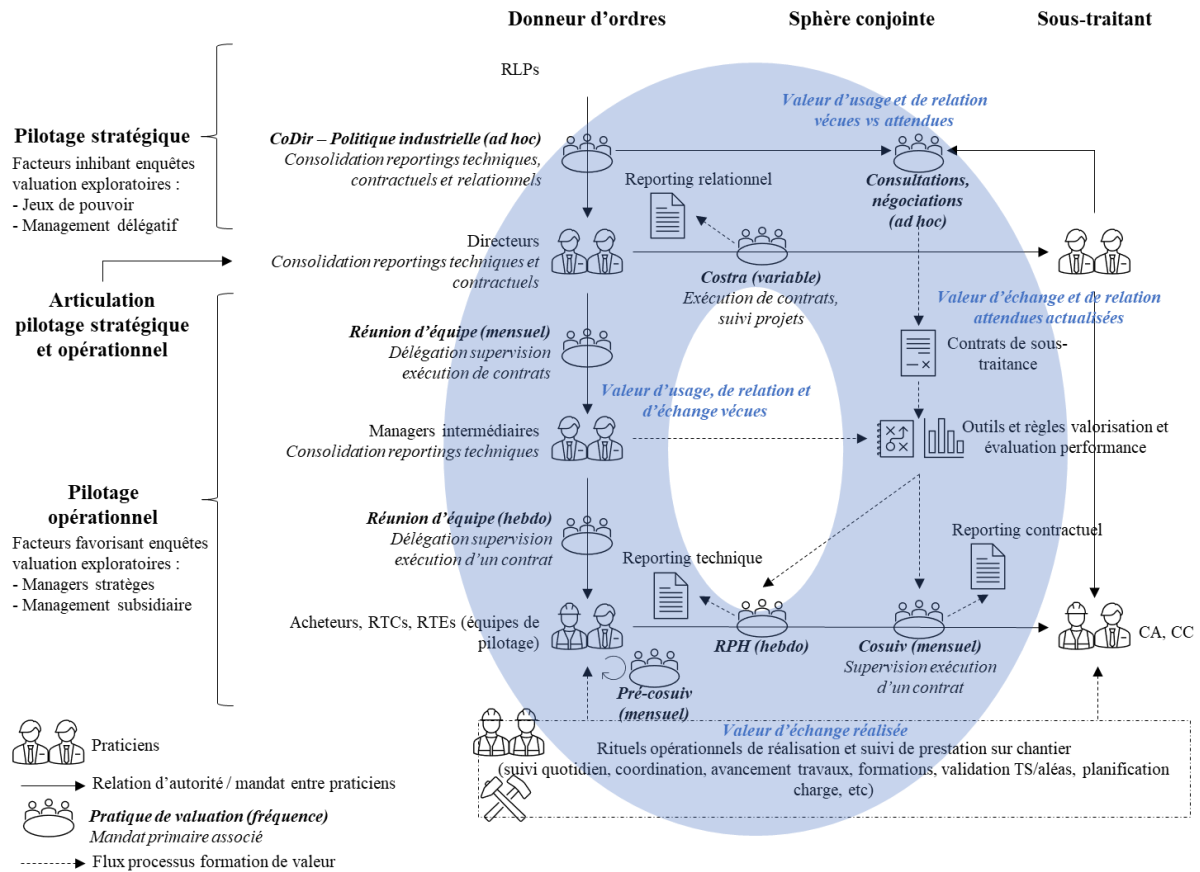 Donneur d'ordres
Sphère conjointe
Sous-traitant
RLPs
Pilotage stratégique
Facteurs inhibant enquêtes
valuation exploratoires :
- Jeux de pouvoir
- Management délégatif
CoDir – Politique industrielle (ad hoc)
Consolidation reportings techniques,
contractuels et relationnels
Valeur d'usage et de relation
vécues vs attendues
Reporting relationnel
Consultations,
négociations
(ad hoc)
Directeurs
Consolidation reportings techniques et
contractuels
Costra (variable)
Exécution de contrats,
suivi projets
Articulation
pilotage stratégique
et opérationnel
Valeur d'échange et de relation
attendues actualisées
Réunion d'équipe (mensuel)
Délégation supervision
exécution de contrats
Contrats de sous-
traitance
Valeur d'usage, de relation et
d'échange vécues
Managers intermédiaires
Consolidation reportings techniques
Outils et règles valorisation et
évaluation performance
Pilotage
opérationnel
Facteurs favorisant enquêtes
valuation exploratoires :
- Managers stratèges
- Management subsidiaire
Réunion d'équipe (hebdo)
Délégation supervision
exécution d'un contrat
Reporting technique
Reporting contractuel
Acheteurs, RTCs, RTEs (équipes de
pilotage)
RPH (hebdo)
Cosuiv (mensuel)
Supervision exécution
d'un contrat
CA, CC
Pré-cosuiv
(mensuel)
Valeur d'échange réalisée
Rituels opérationnels de réalisation et suivi de prestation sur chantier
(suivi quotidien, coordination, avancement travaux, formations, validation TS/aléas, planification
charge, etc)
Praticiens
Relation d'autorité / mandat entre praticiens
Pratique de valuation (fréquence)
Mandat primaire associé
Flux processus formation de valeur